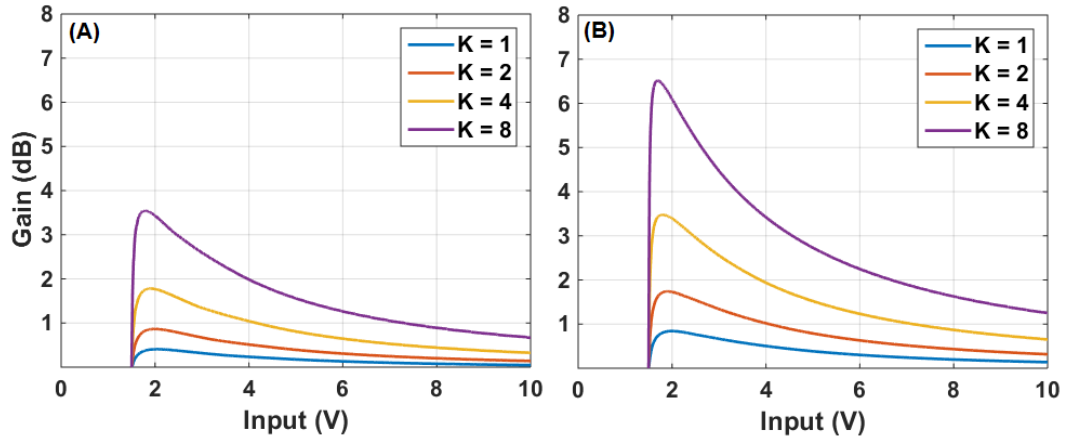 (A)
K = 1
K = 2
K = 4
K = 8
Gain (dB)
8
7
6
5
4
3
2
1
0 2 4 6 8 10
Input (V)
(B)
K = 1
K = 2
K = 4
K = 8
8
7
6
5
4
3
2
1
0 2 4 6 8 10
Input (V)